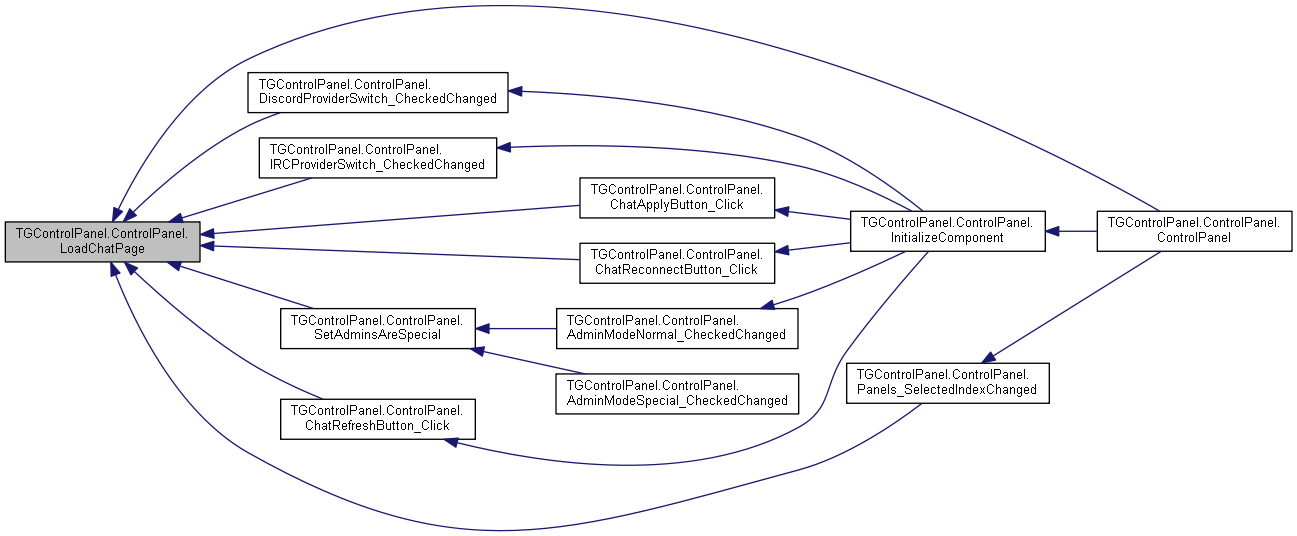 TGControlPanel.ControlPanel.
LoadChatPage
TGControlPanel.ControlPanel.
DiscordProviderSwitch_CheckedChanged
TGControlPanel.ControlPanel.
IRCProviderSwitch_CheckedChanged
TGControlPanel.ControlPanel.
ChatApplyButton_Click
TGControlPanel.ControlPanel.
ChatReconnectButton_Click
TGControlPanel.ControlPanel.
SetAdminsAreSpecial
TGControlPanel.ControlPanel.
ChatRefreshButton_Click
TGControlPanel.ControlPanel.
AdminModeNormal_CheckedChanged
TGControlPanel.ControlPanel.
AdminModeSpecial_CheckedChanged
TGControlPanel.ControlPanel.
InitializeComponent
TGControlPanel.ControlPanel.
Panels_SelectedIndexChanged
TGControlPanel.ControlPanel.
ControlPanel